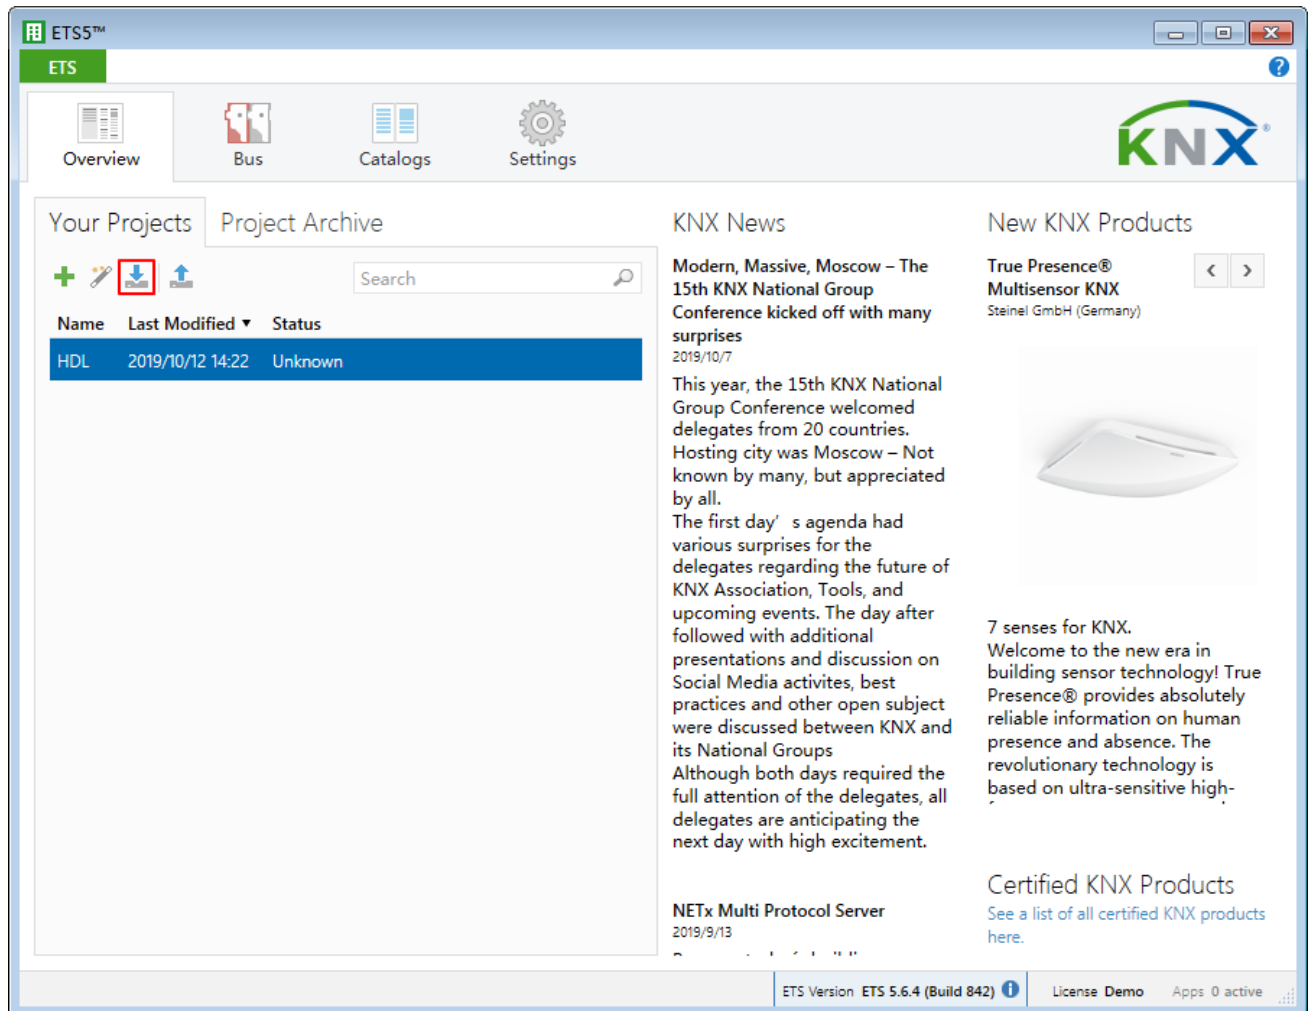 ETS5™
ETS
Overview
Bus
Catalogs
Settings
KNX®
Your Projects
Project Archive
Search
Name Last Modified ▼ Status
HDL 2019/10/12 14:22 Unknown
KNX News
Modern, Massive, Moscow – The
15th KNX National Group
Conference kicked off with many
surprises
2019/10/7
This year, the 15th KNX National
Group Conference welcomed
delegates from 20 countries.
Hosting city was Moscow – Not
known by many, but appreciated
by all.
The first day’ s agenda had
various surprises for the
delegates regarding the future of
KNX Association, Tools, and
upcoming events. The day after
followed with additional
presentations and discussion on
Social Media activites, best
practices and other open subject
were discussed between KNX and
its National Groups
Although both days required the
full attention of the delegates, all
delegates are anticipating the
next day with high excitement.
NETx Multi Protocol Server
2019/9/13
New KNX Products
True Presence®
Multisensor KNX
Steinel GmbH (Germany)
7 senses for KNX.
Welcome to the new era in
building sensor technology! True
Presence® provides absolutely
reliable information on human
presence and absence. The
revolutionary technology is
based on ultra-sensitive high-
Certified KNX Products
See a list of all certified KNX products
here.
ETS Version ETS 5.6.4 (Build 842)
License Demo
Apps 0 active